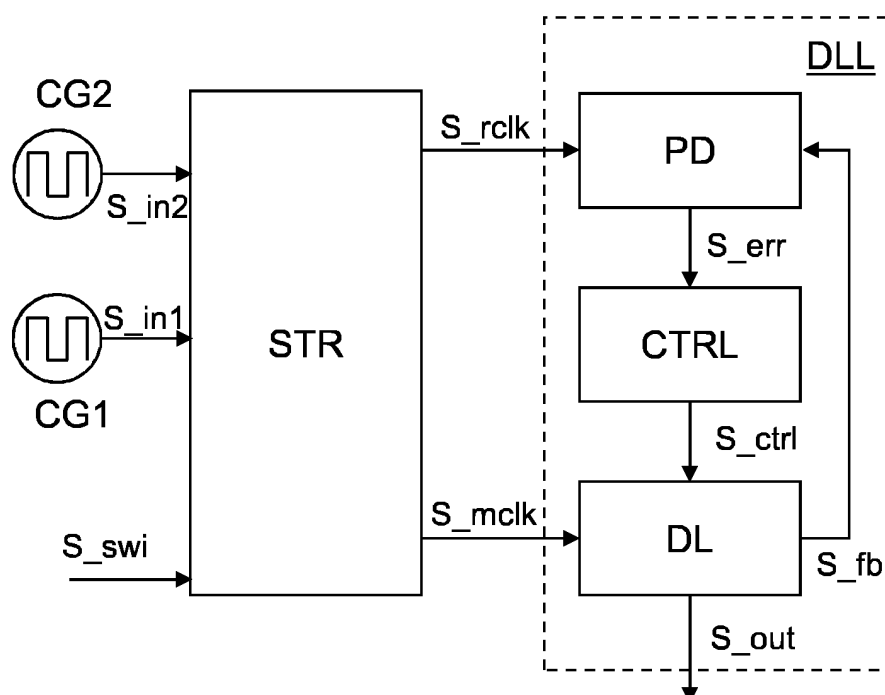 DLL
CG2
S_rclk
PD
S_in2
S_err
S_in1
STR
CTRL
CG1
S_ctrl
S_mclk
DL
S_swi
S_fb
S_out